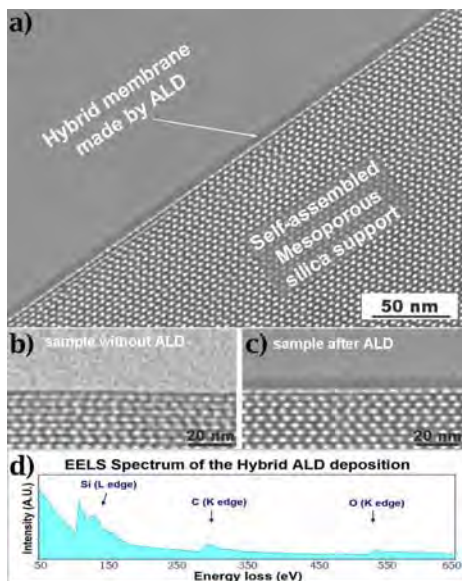 a)
Hybrid membrane
made by ALD
Self-assembled
Mesoporous
silica support
50 nm
b) sample without ALD
20 nm
c) sample after ALD
20 nm
d)
EELS Spectrum of the Hybrid ALD deposition
Si (L edge)
C (K edge)
O (K edge)
Intensity (A.U.)
50 150 250 350 450 550 650
Energy loss (eV)